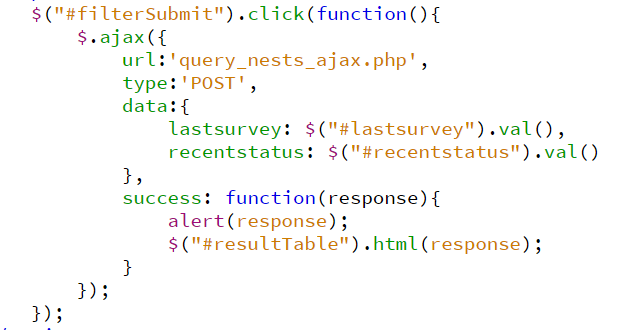 $("#filterSubmit").click(function(){
$.ajax({
url:'query_nests_ajax.php',
type:'POST',
data:{
lastsurvey: $("#lastsurvey").val(),
recentstatus: $("#recentstatus").val()
},
success: function(response){
alert(response);
$("#resultTable").html(response);
}
});
});